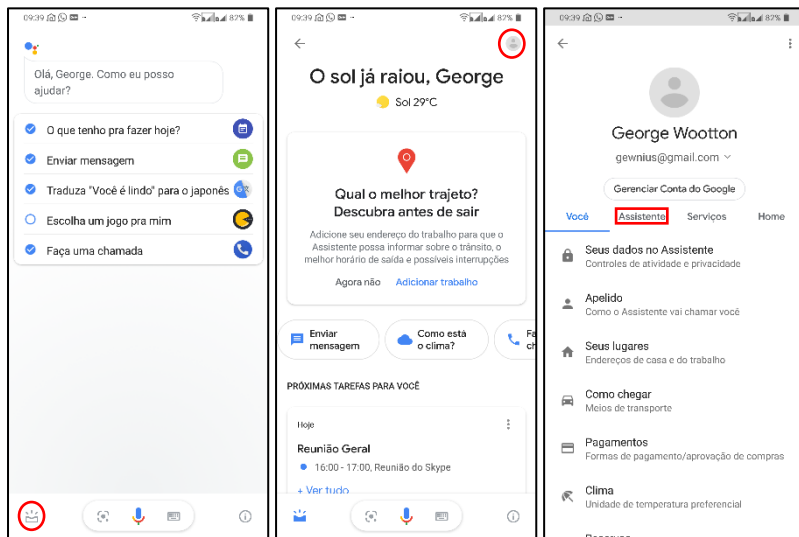 09:39
82%
Olá, George. Como eu posso
ajudar?
O que tenho pra fazer hoje?
Enviar mensagem
Traduza "Você é lindo" para o japonês
Escolha um jogo pra mim
Faça uma chamada
09:39
82%
O sol já raiou, George
Sol 29°C
Qual o melhor trajeto?
Descubra antes de sair
Adicione seu endereço do trabalho para que o
Assistente possa informar sobre o trânsito, o
melhor horário de saída e possíveis interrupções
Agora não Adicionar trabalho
Enviar
mensagem
Como está
o clima?
PRÓXIMAS TAREFAS PARA VOCÊ
Hoje
Reunião Geral
16:00 - 17:00, Reunião do Skype
+ Ver tudo
09:39
82%
George Wootton
gewnius@gmail.com
Gerenciar Conta do Google
Você Assistente Serviços Home
Seus dados no Assistente
Controles de atividade e privacidade
Apelido
Como o Assistente vai chamar você
Seus lugares
Endereços de casa e do trabalho
Como chegar
Meios de transporte
Pagamentos
Formas de pagamento/aprovação de compras
Clima
Unidade de temperatura preferencial